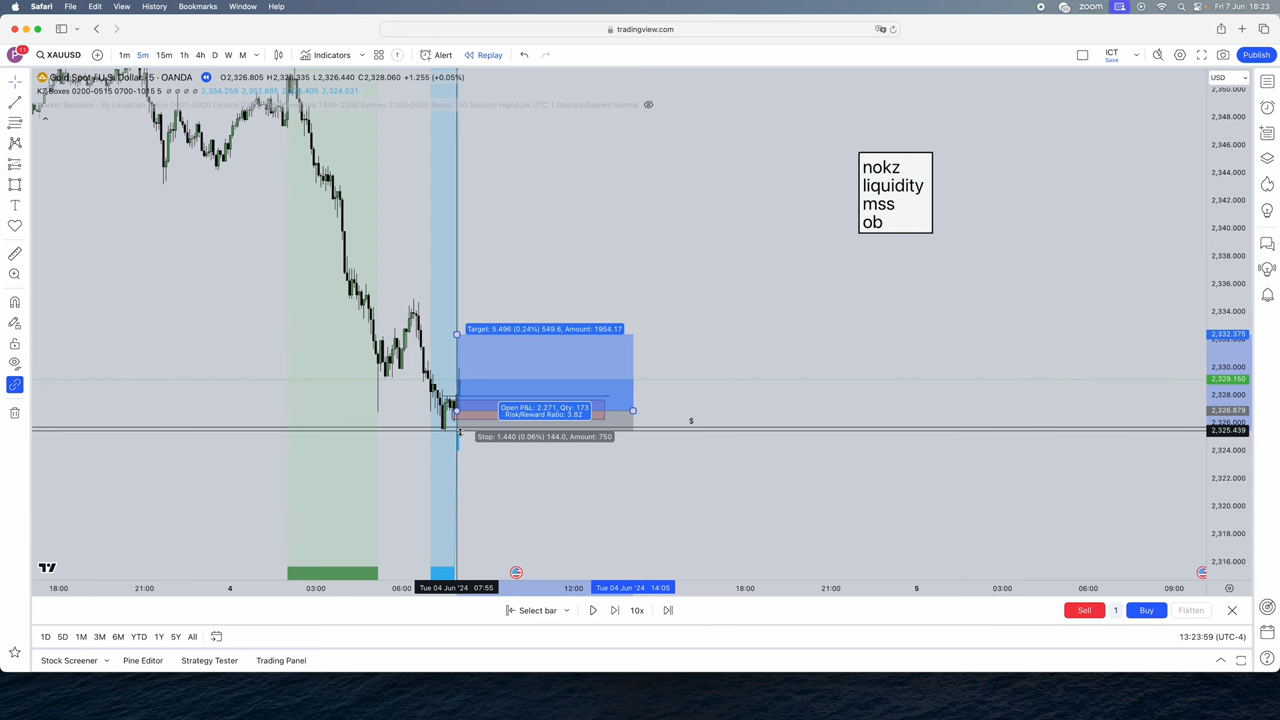 Safari File Edit View History Bookmarks Window Help
zoom Fri 7 Jun 18:23
tradingview.com
11 XAUUSD 1m 5m 15m 1h 4h D W M Indicators T Alert Replay ICT Save Publish
Gold Spot / U.S. Dollar · 5 · OANDA O2,326.805 L2,326.440 C2,328.060 +1.255 (+0.05%)
KZ Boxes 0200-0515 0700-1015 5 2,354.259 2,324.031
USD
2,350.000
2,348.000
2,346.000
2,344.000
2,342.000
2,340.000
2,338.000
2,336.000
2,334.000
2,332.375
2,330.000
2,329.150
2,328.000
2,326.879
2,325.439
2,324.000
2,322.000
2,320.000
2,318.000
2,316.000
nokz
liquidity
mss
ob
Target: 5.496 (0.24%) 549.6, Amount: 1954.17
Open P&L: 2.271, Qty: 173
Risk/Reward Ratio: 3.82
$
Stop: 1.440 (0.06%) 144.0, Amount: 750
18:00 21:00 4 03:00 06:00 Tue 04 Jun '24 07:55 12:00 Tue 04 Jun '24 14:05 18:00 21:00 5 03:00 06:00 09:00
Select bar 10x Sell 1 Buy Flatten
1D 5D 1M 3M 6M YTD 1Y 5Y All 13:23:59 (UTC-4)
Stock Screener Pine Editor Strategy Tester Trading Panel